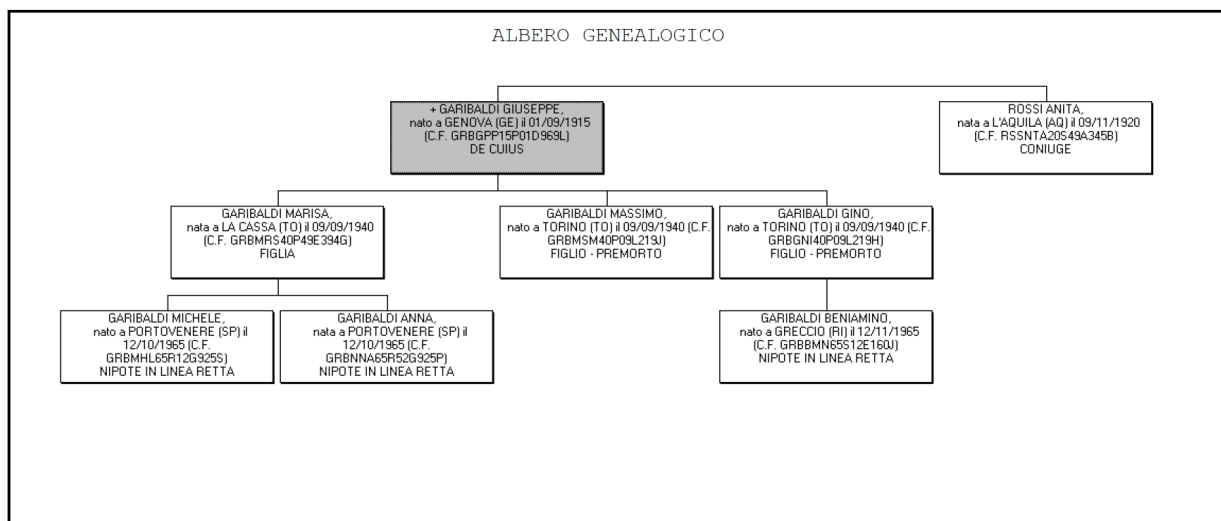 ALBERO GENEALOGICO
+ GARIBALDI GIUSEPPE,
nato a GENOVA (GE) il 01/09/1915
(C.F. GRBGPP15P01D969L)
DE CUIUS
ROSSI ANITA,
nata a L'AQUILA (AQ) il 09/11/1920
(C.F. RSSNTA20S49A345B)
CONIUGE
GARIBALDI MARISA,
nata a LA CASSA (TO) il 09/09/1940
(C.F. GRBMRS40P49E394G)
FIGLIA
GARIBALDI MASSIMO,
nato a TORINO (TO) il 09/09/1940 (C.F.
GRBMSM40P09L219J)
FIGLIO - PREMORTO
GARIBALDI GINO,
nato a TORINO (TO) il 09/09/1940 (C.F.
GRBGNI40P09L219H)
FIGLIO - PREMORTO
GARIBALDI MICHELE,
nato a PORTOVENERE (SP) il
12/10/1965 (C.F.
GRBMHL65R12G925S)
NIPOTE IN LINEA RETTA
GARIBALDI ANNA,
nata a PORTOVENERE (SP) il
12/10/1965 (C.F.
GRBNNA65R52G925P)
NIPOTE IN LINEA RETTA
GARIBALDI BENIAMINO,
nato a GRECCIO (RI) il 12/11/1965
(C.F. GRBBMN65S12E160J)
NIPOTE IN LINEA RETTA